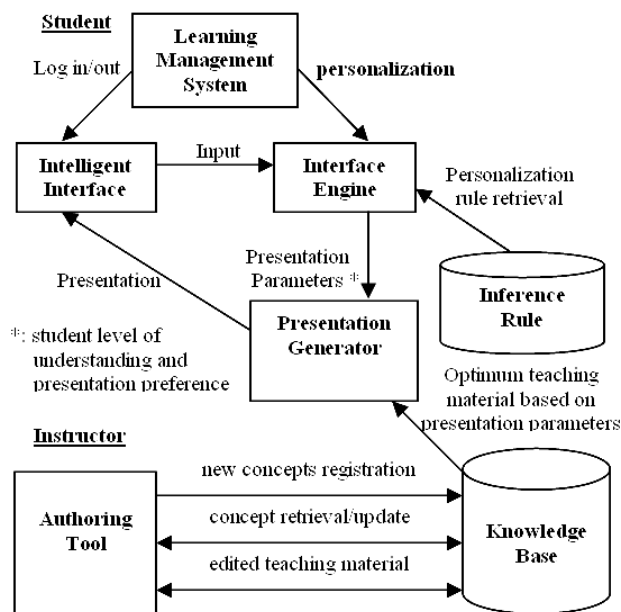 Student
Learning
Management
System
Log in/out
personalization
Intelligent
Interface
Input
Interface
Engine
Personalization
rule retrieval
Presentation
Presentation
Parameters *
Inference
Rule
*: student level of
understanding and
presentation preference
Presentation
Generator
Optimum teaching
material based on
presentation parameters
Instructor
Authoring
Tool
new concepts registration
concept retrieval/update
edited teaching material
Knowledge
Base